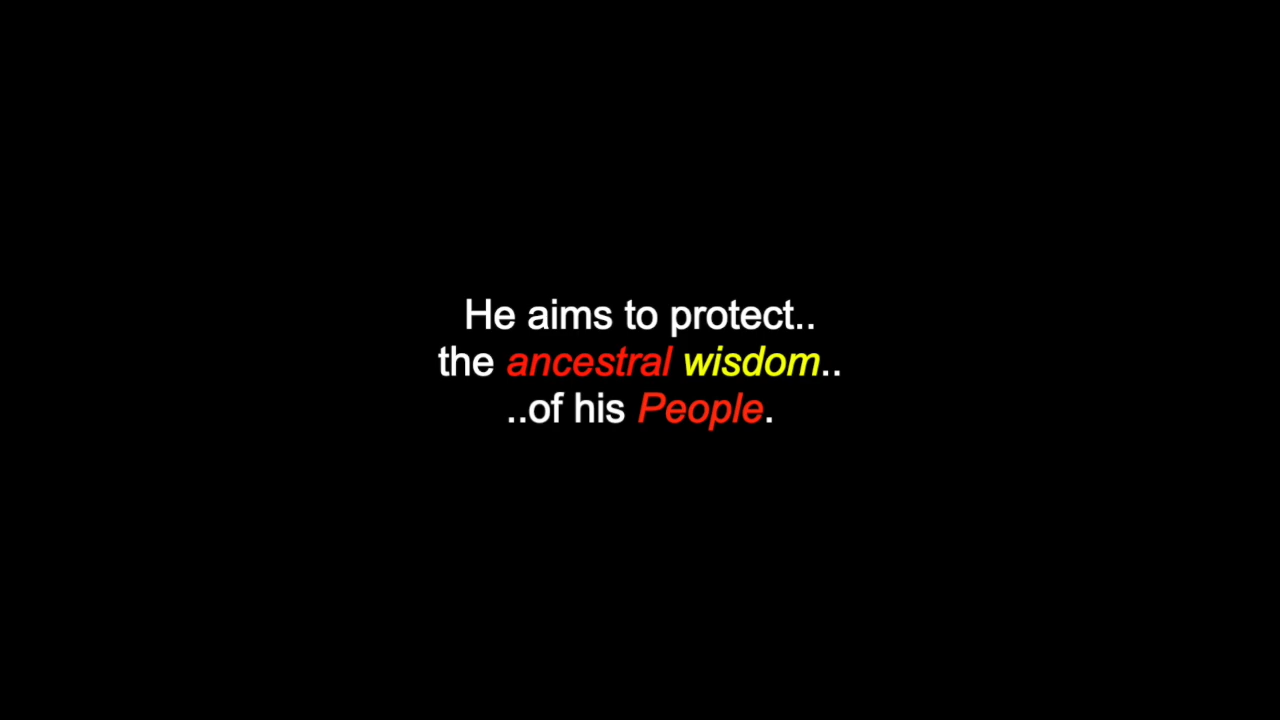 He aims to protect..
the ancestral wisdom..
..of his People.